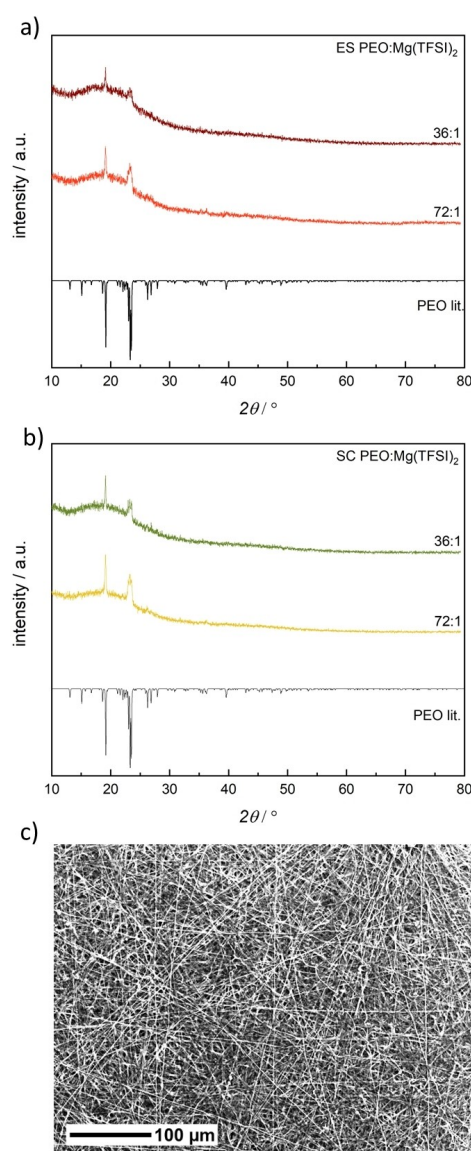 a)
ES PEO:Mg(TFSI)₂
36:1
72:1
PEO lit.
intensity / a.u.
10 20 30 40 50 60 70 80
2θ / °
b)
SC PEO:Mg(TFSI)₂
36:1
72:1
PEO lit.
intensity / a.u.
10 20 30 40 50 60 70 80
2θ / °
c)
100 µm